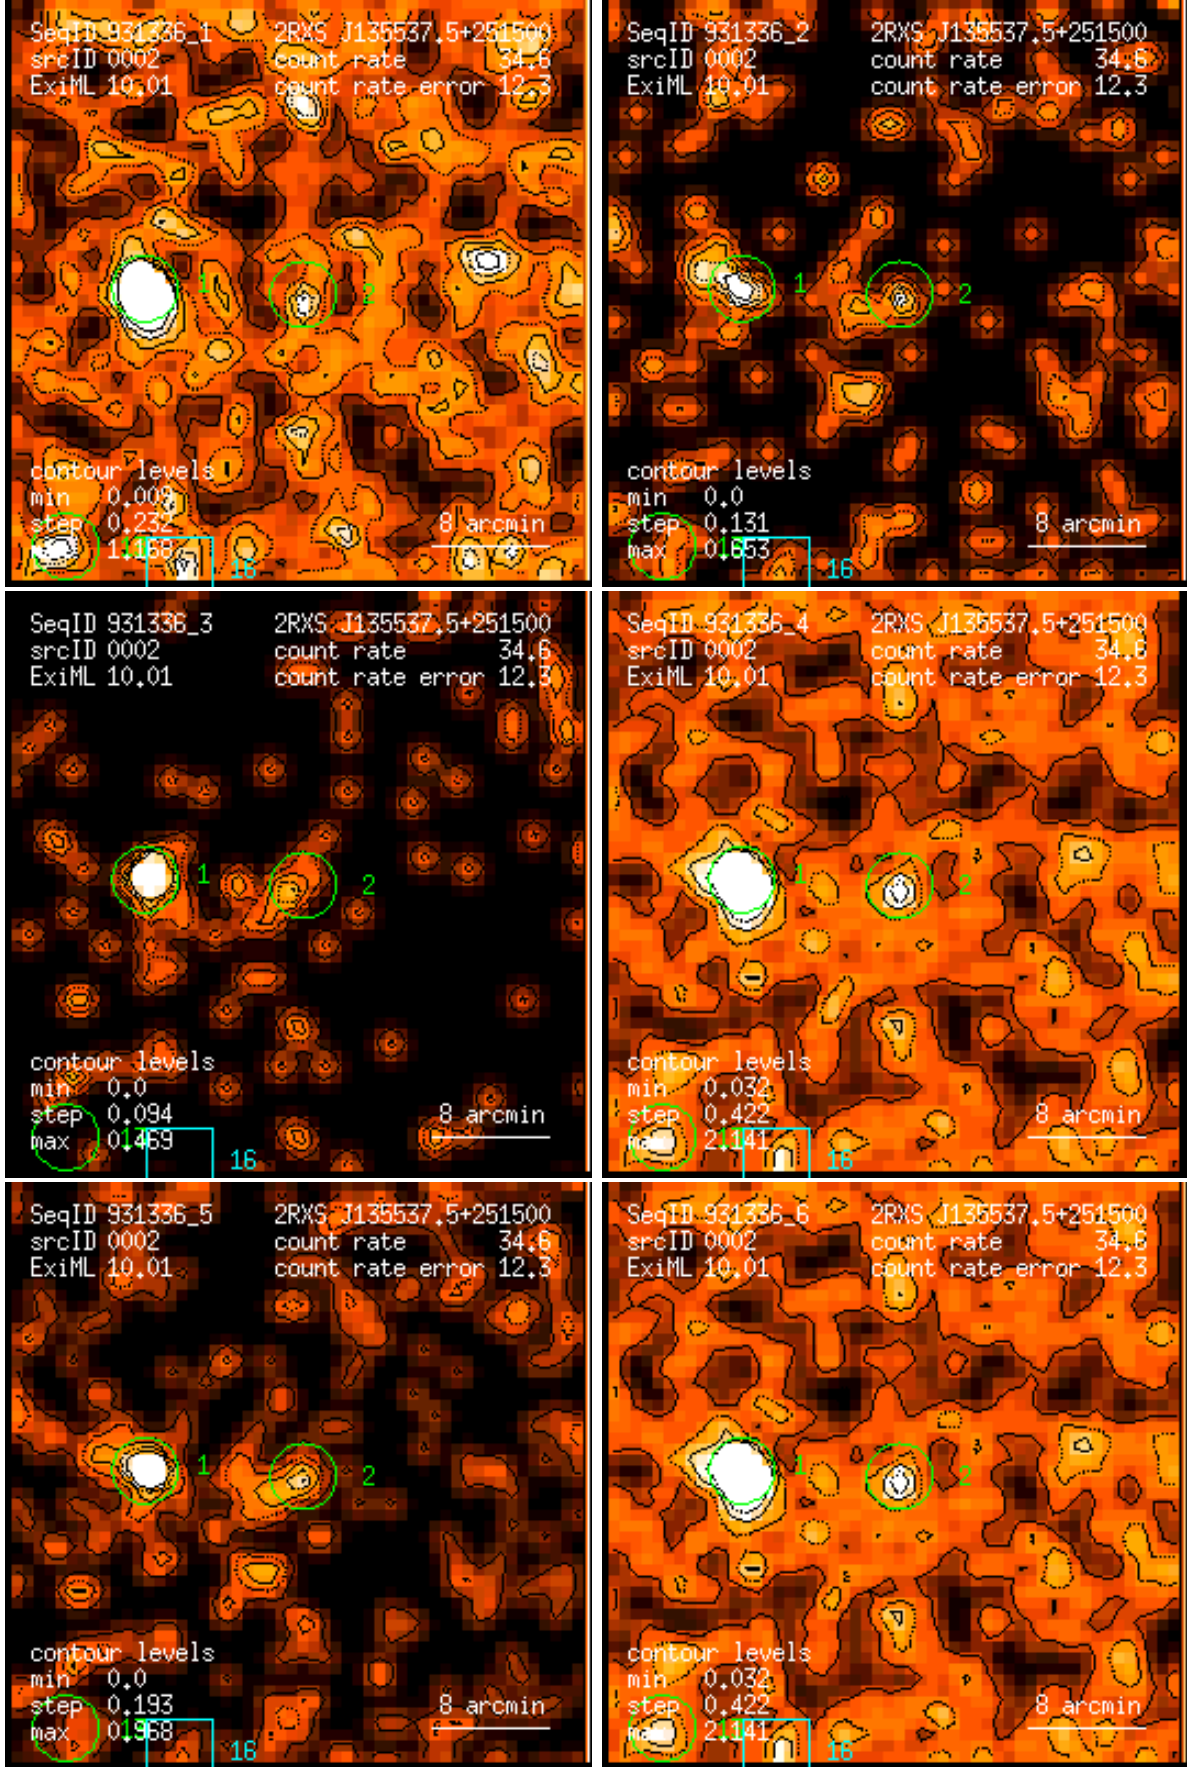 SeqID 931336_1 2RXS J135537.5+251500
srcID 0002 count rate 34.6
ExiML 10.01 count rate error 12.3
1
2
contour levels
min 0.009
step 0.232
max 1.168
8 arcmin
16
SeqID 931336_2 2RXS J135537.5+251500
srcID 0002 count rate 34.6
ExiML 10.01 count rate error 12.3
1
2
contour levels
min 0.0
step 0.131
max 0.653
8 arcmin
16
SeqID 931336_3 2RXS J135537.5+251500
srcID 0002 count rate 34.6
ExiML 10.01 count rate error 12.3
1
2
contour levels
min 0.0
step 0.094
max 0.469
8 arcmin
16
SeqID 931336_4 2RXS J135537.5+251500
srcID 0002 count rate 34.6
ExiML 10.01 count rate error 12.3
1
2
contour levels
min 0.032
step 0.422
max 2.141
8 arcmin
16
SeqID 931336_5 2RXS J135537.5+251500
srcID 0002 count rate 34.6
ExiML 10.01 count rate error 12.3
1
2
contour levels
min 0.0
step 0.193
max 0.968
8 arcmin
16
SeqID 931336_6 2RXS J135537.5+251500
srcID 0002 count rate 34.6
ExiML 10.01 count rate error 12.3
1
2
contour levels
min 0.032
step 0.422
max 2.141
8 arcmin
16